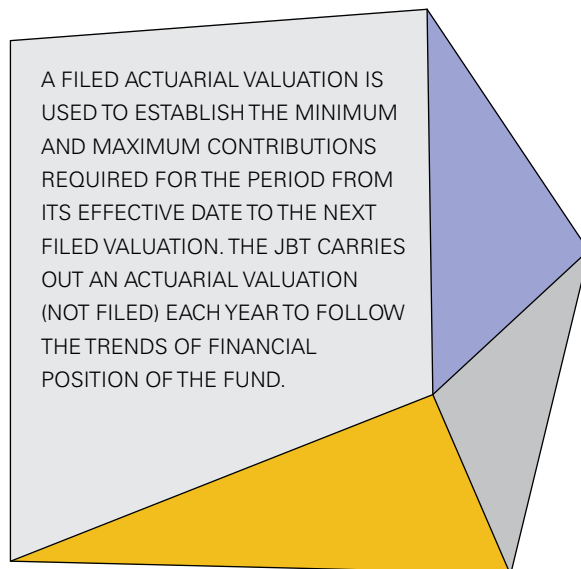 A FILED ACTUARIAL VALUATION IS
USED TO ESTABLISH THE MINIMUM
AND MAXIMUM CONTRIBUTIONS
REQUIRED FOR THE PERIOD FROM
ITS EFFECTIVE DATE TO THE NEXT
FILED VALUATION. THE JBT CARRIES
OUT AN ACTUARIAL VALUATION
(NOT FILED) EACH YEAR TO FOLLOW
THE TRENDS OF FINANCIAL
POSITION OF THE FUND.